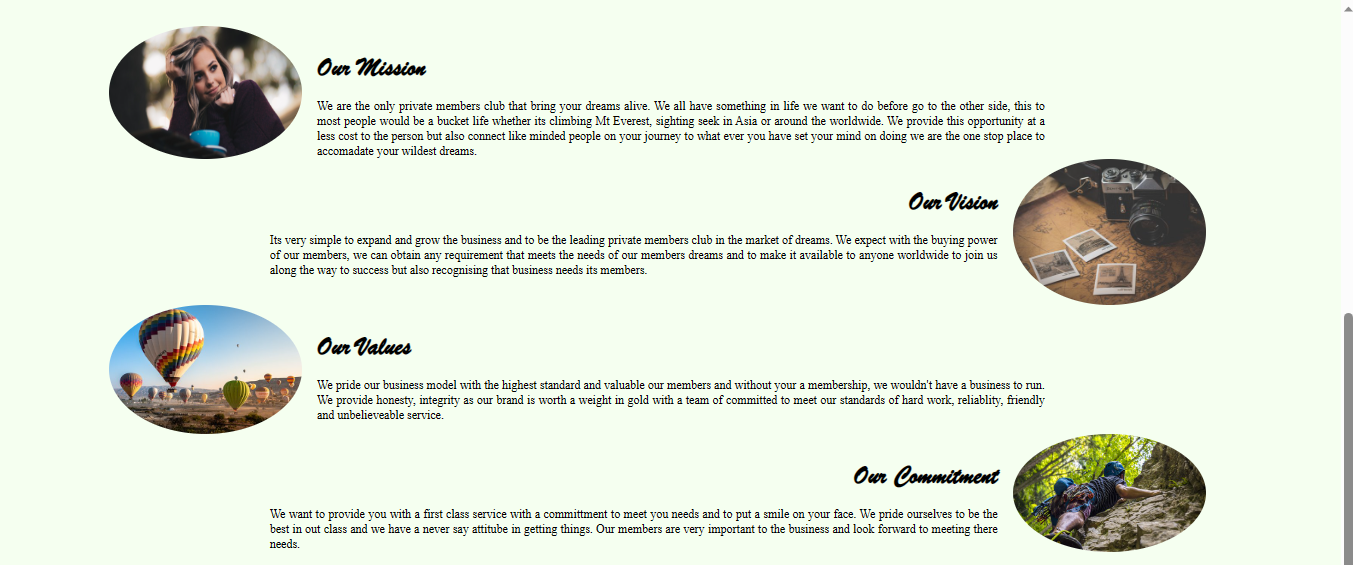 Our Mission
We are the only private members club that bring your dreams alive. We all have something in life we want to do before go to the other side, this to
most people would be a bucket life whether its climbing Mt Everest, sighting seek in Asia or around the worldwide. We provide this opportunity at a
less cost to the person but also connect like minded people on your journey to what ever you have set your mind on doing we are the one stop place to
accomadate your wildest dreams.
Our Vision
Its very simple to expand and grow the business and to be the leading private members club in the market of dreams. We expect with the buying power
of our members, we can obtain any requirement that meets the needs of our members dreams and to make it available to anyone worldwide to join us
along the way to success but also recognising that business needs its members.
Our Values
We pride our business model with the highest standard and valuable our members and without your a membership, we wouldn't have a business to run.
We provide honesty, integrity as our brand is worth a weight in gold with a team of committed to meet our standards of hard work, reliablity, friendly
and unbelieveable service.
Our Commitment
We want to provide you with a first class service with a committment to meet you needs and to put a smile on your face. We pride ourselves to be the
best in out class and we have a never say attitube in getting things. Our members are very important to the business and look forward to meeting there
needs.